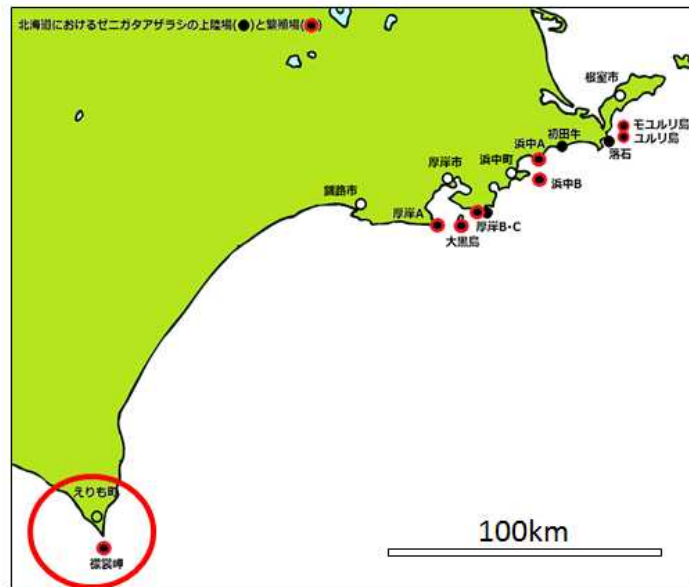 北海道におけるゼニガタアザラシの上陸場(●)と繁殖場(●)
根室市
モユルリ島
ユルリ島
初田牛
落石
浜中A
浜中町
浜中B
厚岸市
釧路市
厚岸A
厚岸B・C
大黒島
えりも町
襟裳岬
100km